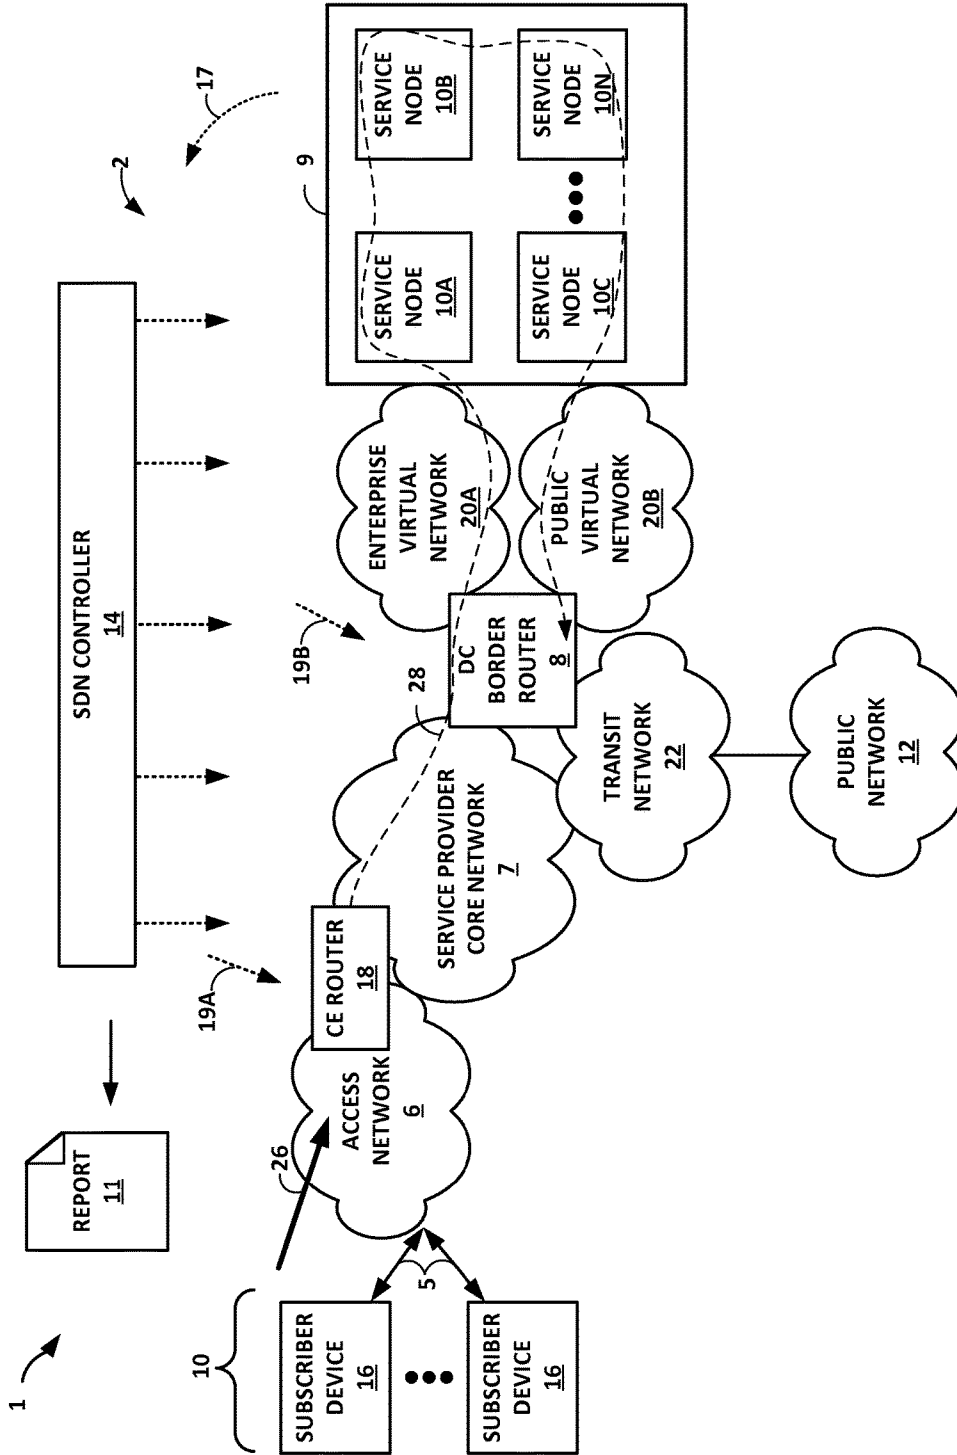 1
REPORT
11
SDN CONTROLLER
14
2
17
10
SUBSCRIBER
DEVICE
16
SUBSCRIBER
DEVICE
16
5
26
ACCESS
NETWORK
6
19A
CE ROUTER
18
SERVICE PROVIDER
CORE NETWORK
7
28
19B
DC
BORDER
ROUTER
8
ENTERPRISE
VIRTUAL
NETWORK
20A
PUBLIC
VIRTUAL
NETWORK
20B
9
SERVICE
NODE
10A
SERVICE
NODE
10B
SERVICE
NODE
10C
SERVICE
NODE
10N
TRANSIT
NETWORK
22
PUBLIC
NETWORK
12